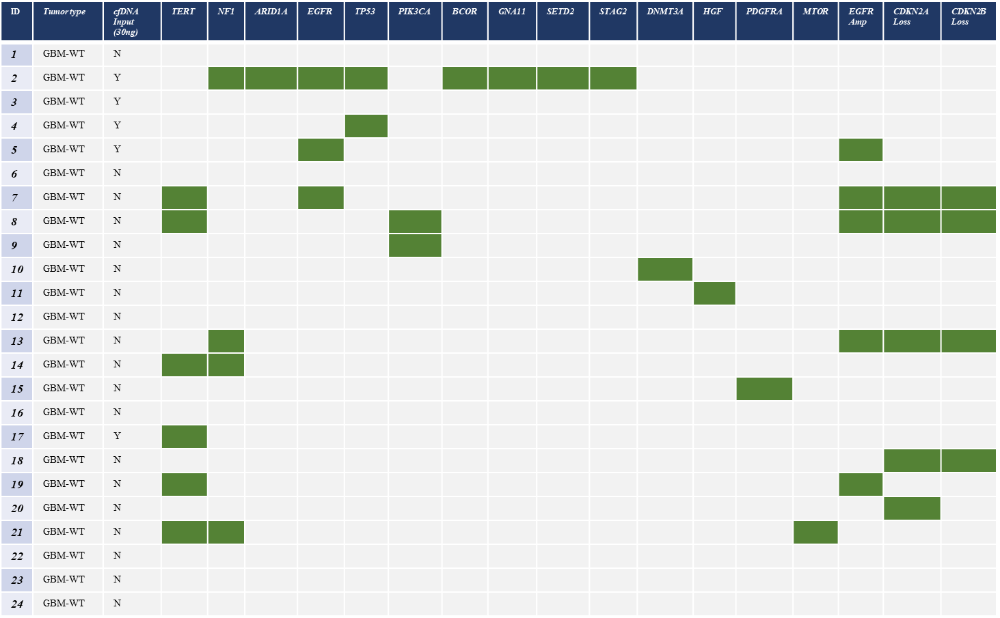 ID Tumor type cfDNA Input (30ng) TERT NF1 ARID1A EGFR TP53 PIK3CA BCOR GNA11 SETD2 STAG2 DNMT3A HGF PDGFRA MTOR EGFR Amp CDKN2A Loss CDKN2B Loss
1 GBM-WT N
2 GBM-WT Y
3 GBM-WT Y
4 GBM-WT Y
5 GBM-WT Y
6 GBM-WT N
7 GBM-WT N
8 GBM-WT N
9 GBM-WT N
10 GBM-WT N
11 GBM-WT N
12 GBM-WT N
13 GBM-WT N
14 GBM-WT N
15 GBM-WT N
16 GBM-WT N
17 GBM-WT Y
18 GBM-WT N
19 GBM-WT N
20 GBM-WT N
21 GBM-WT N
22 GBM-WT N
23 GBM-WT N
24 GBM-WT N